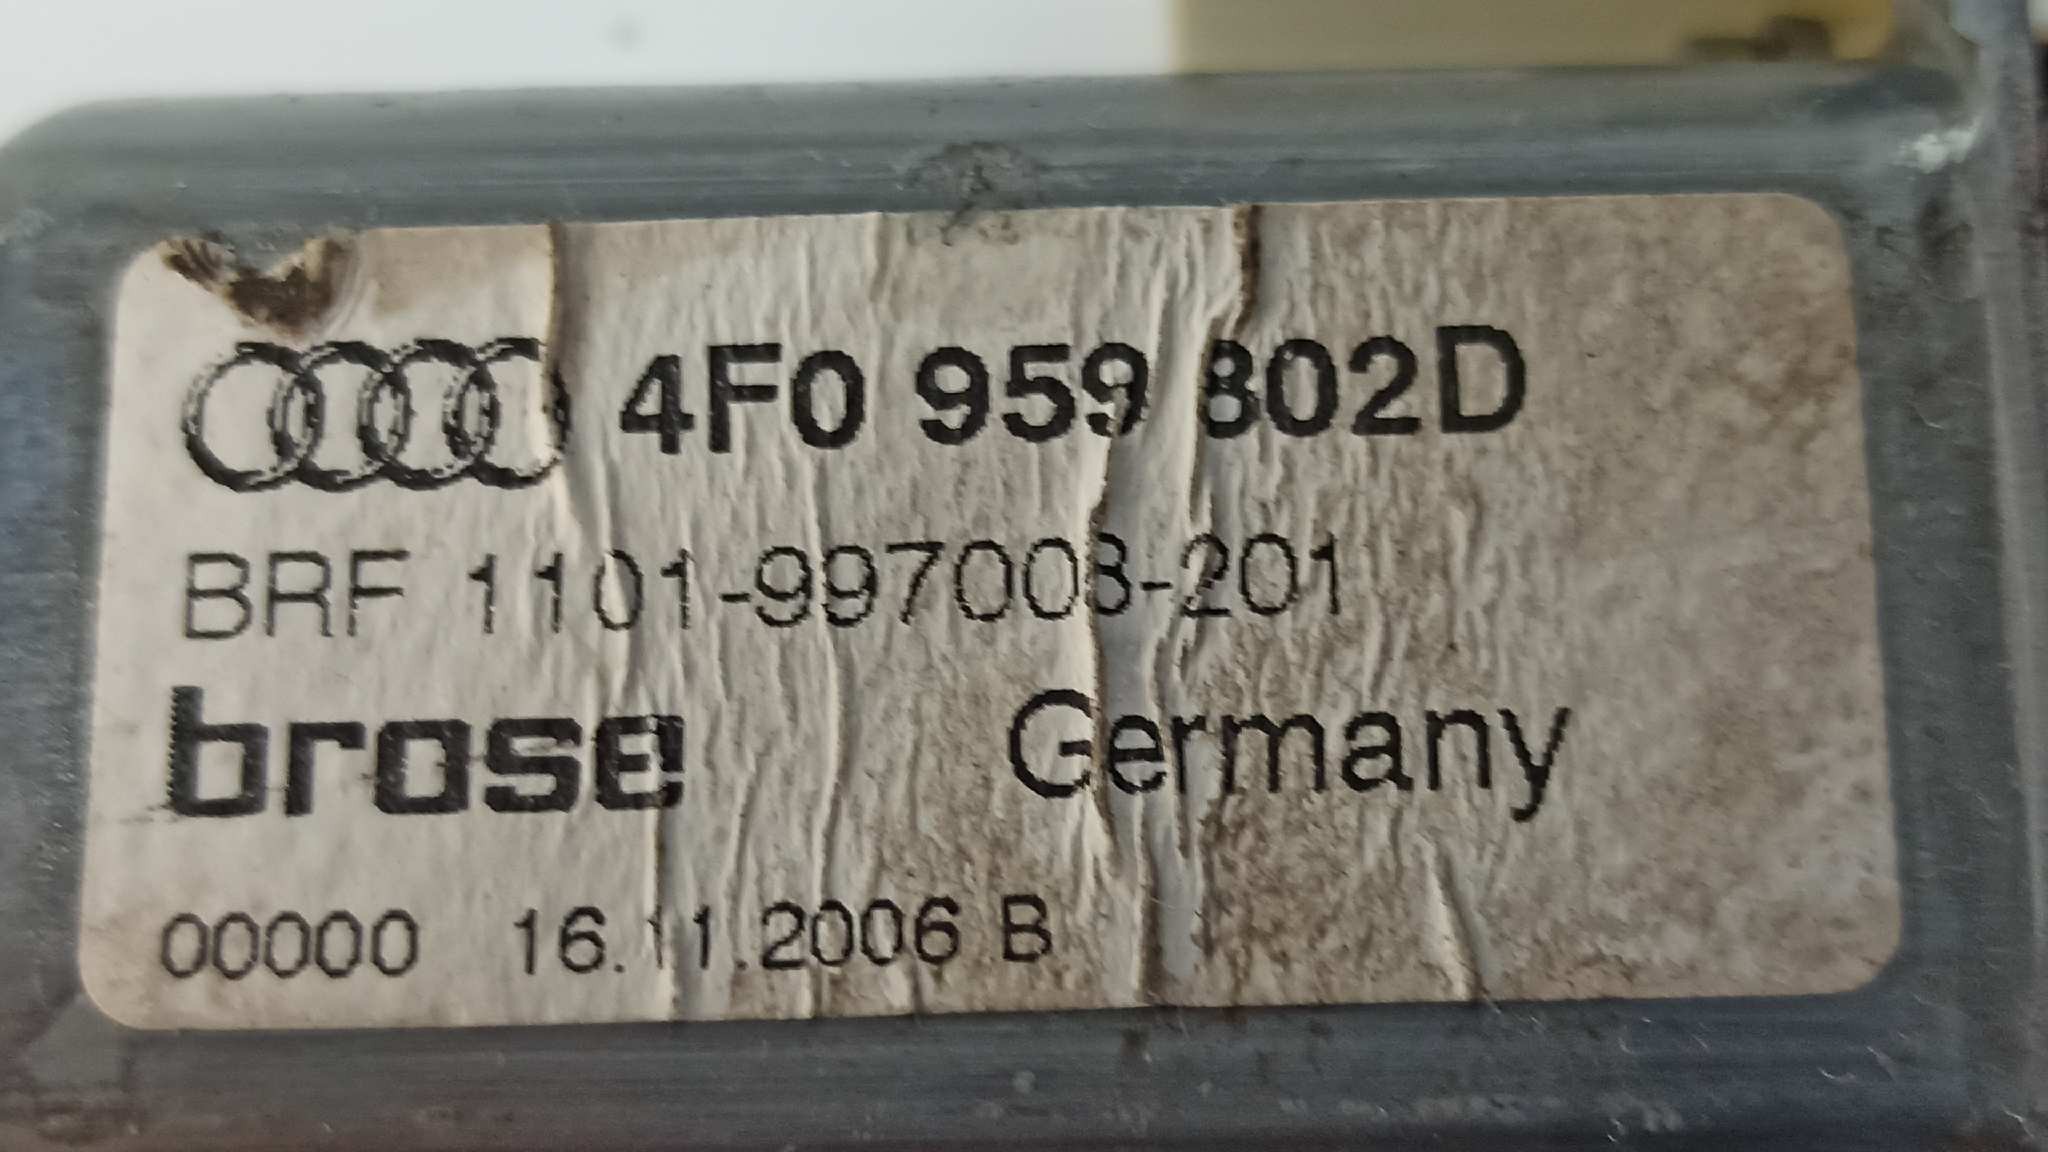 4F0 959 802D
BRF 1101-997008-201
brose Germany
00000 16.11.2006 B